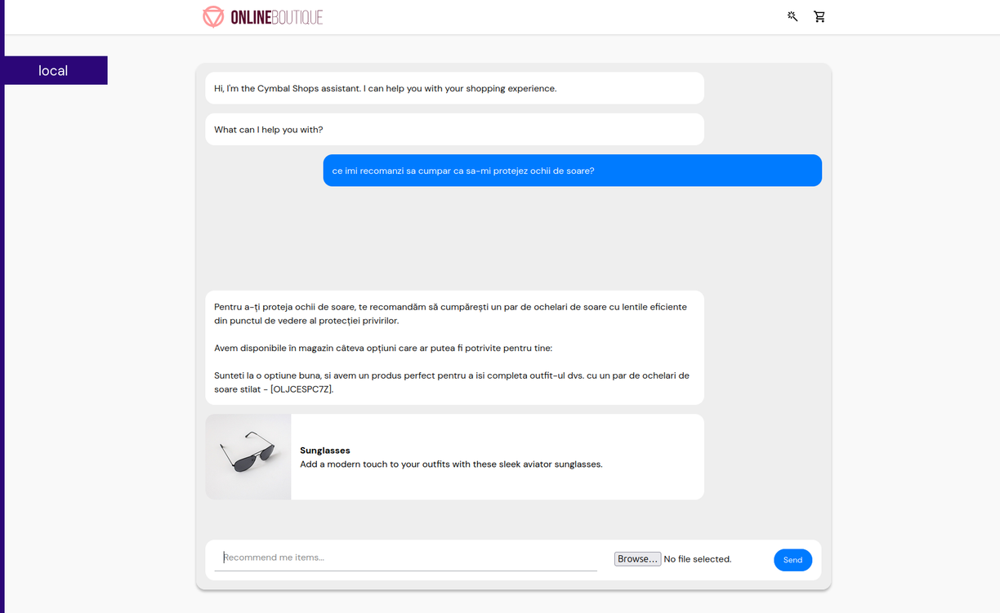 ONLINEBOUTIQUE
local
Hi, I'm the Cymbal Shops assistant. I can help you with your shopping experience.
What can I help you with?
ce imi recomanzi sa cumpar ca sa-mi protejez ochii de soare?
Pentru a-ți proteja ochii de soare, te recomandăm să cumpărești un par de ochelari de soare cu lentile eficiente
din punctul de vedere al protecției privirilor.
Avem disponibile în magazin câteva opțiuni care ar putea fi potrivite pentru tine:
Sunteti la o optiune buna, si avem un produs perfect pentru a isi completa outfit-ul dvs. cu un par de ochelari de
soare stilat - [OLJCESPC7Z].
Sunglasses
Add a modern touch to your outfits with these sleek aviator sunglasses.
Recommend me items...
Browse... No file selected.
Send